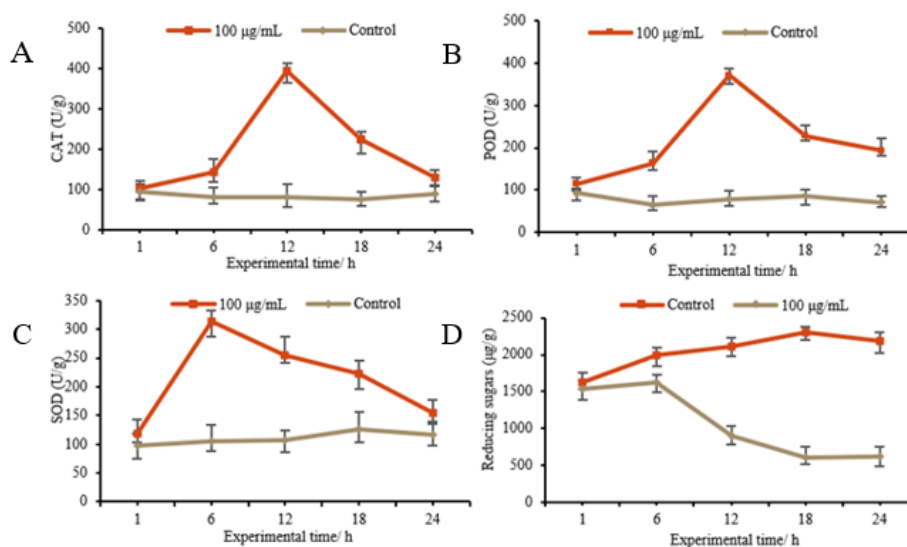 A
100 µg/mL Control
CAT (U/g)
500
400
300
200
100
0
1 6 12 18 24
Experimental time/ h
B
100 µg/mL Control
POD (U/g)
500
400
300
200
100
0
1 6 12 18 24
Experimental time/ h
C
100 µg/mL Control
SOD (U/g)
350
300
250
200
150
100
50
0
1 6 12 18 24
Experimental time/ h
D
Control 100 µg/mL
Reducing sugars (µg/g)
2500
2000
1500
1000
500
0
1 6 12 18 24
Experimental time/ h